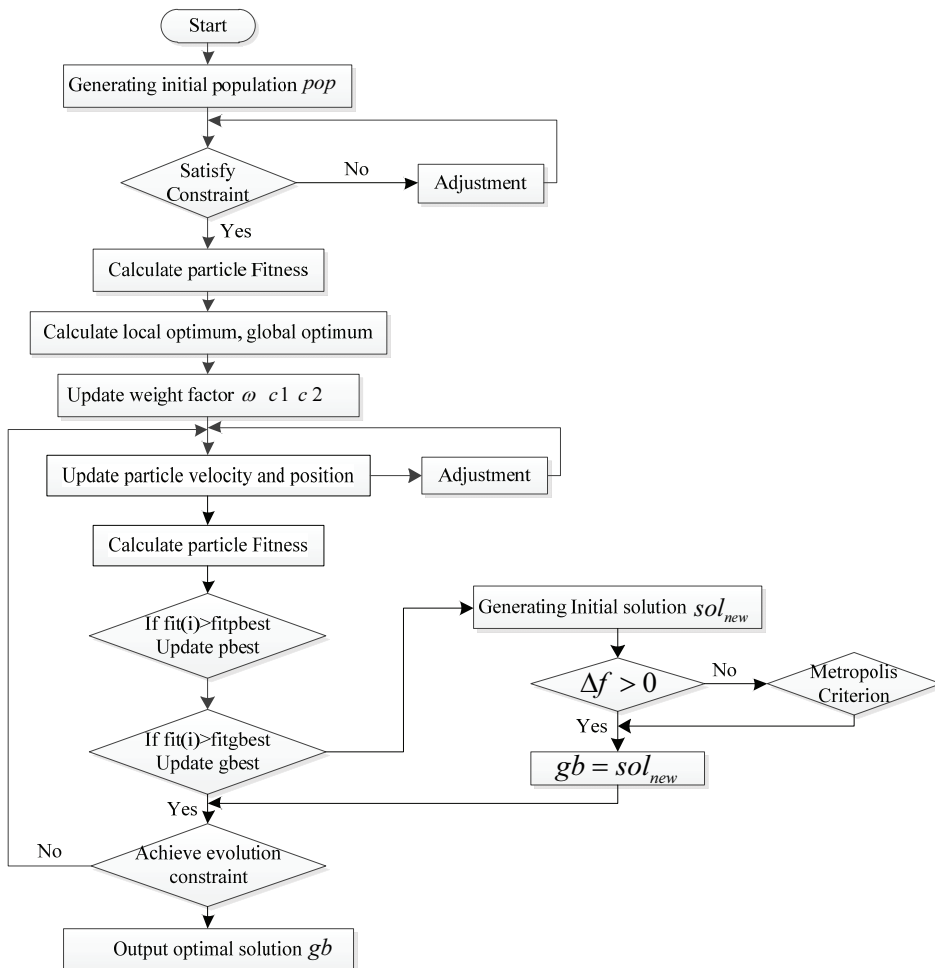 Start
Generating initial population pop
Satisfy
Constraint
No
Adjustment
Yes
Calculate particle Fitness
Calculate local optimum, global optimum
Update weight factor ω c1 c2
Update particle velocity and position
Adjustment
Calculate particle Fitness
If fit(i)>fitpbest
Update pbest
Generating Initial solution sol_new
Δf > 0
No
Metropolis
Criterion
Yes
gb = sol_new
If fit(i)>fitgbest
Update gbest
Yes
Achieve evolution
constraint
No
Output optimal solution gb